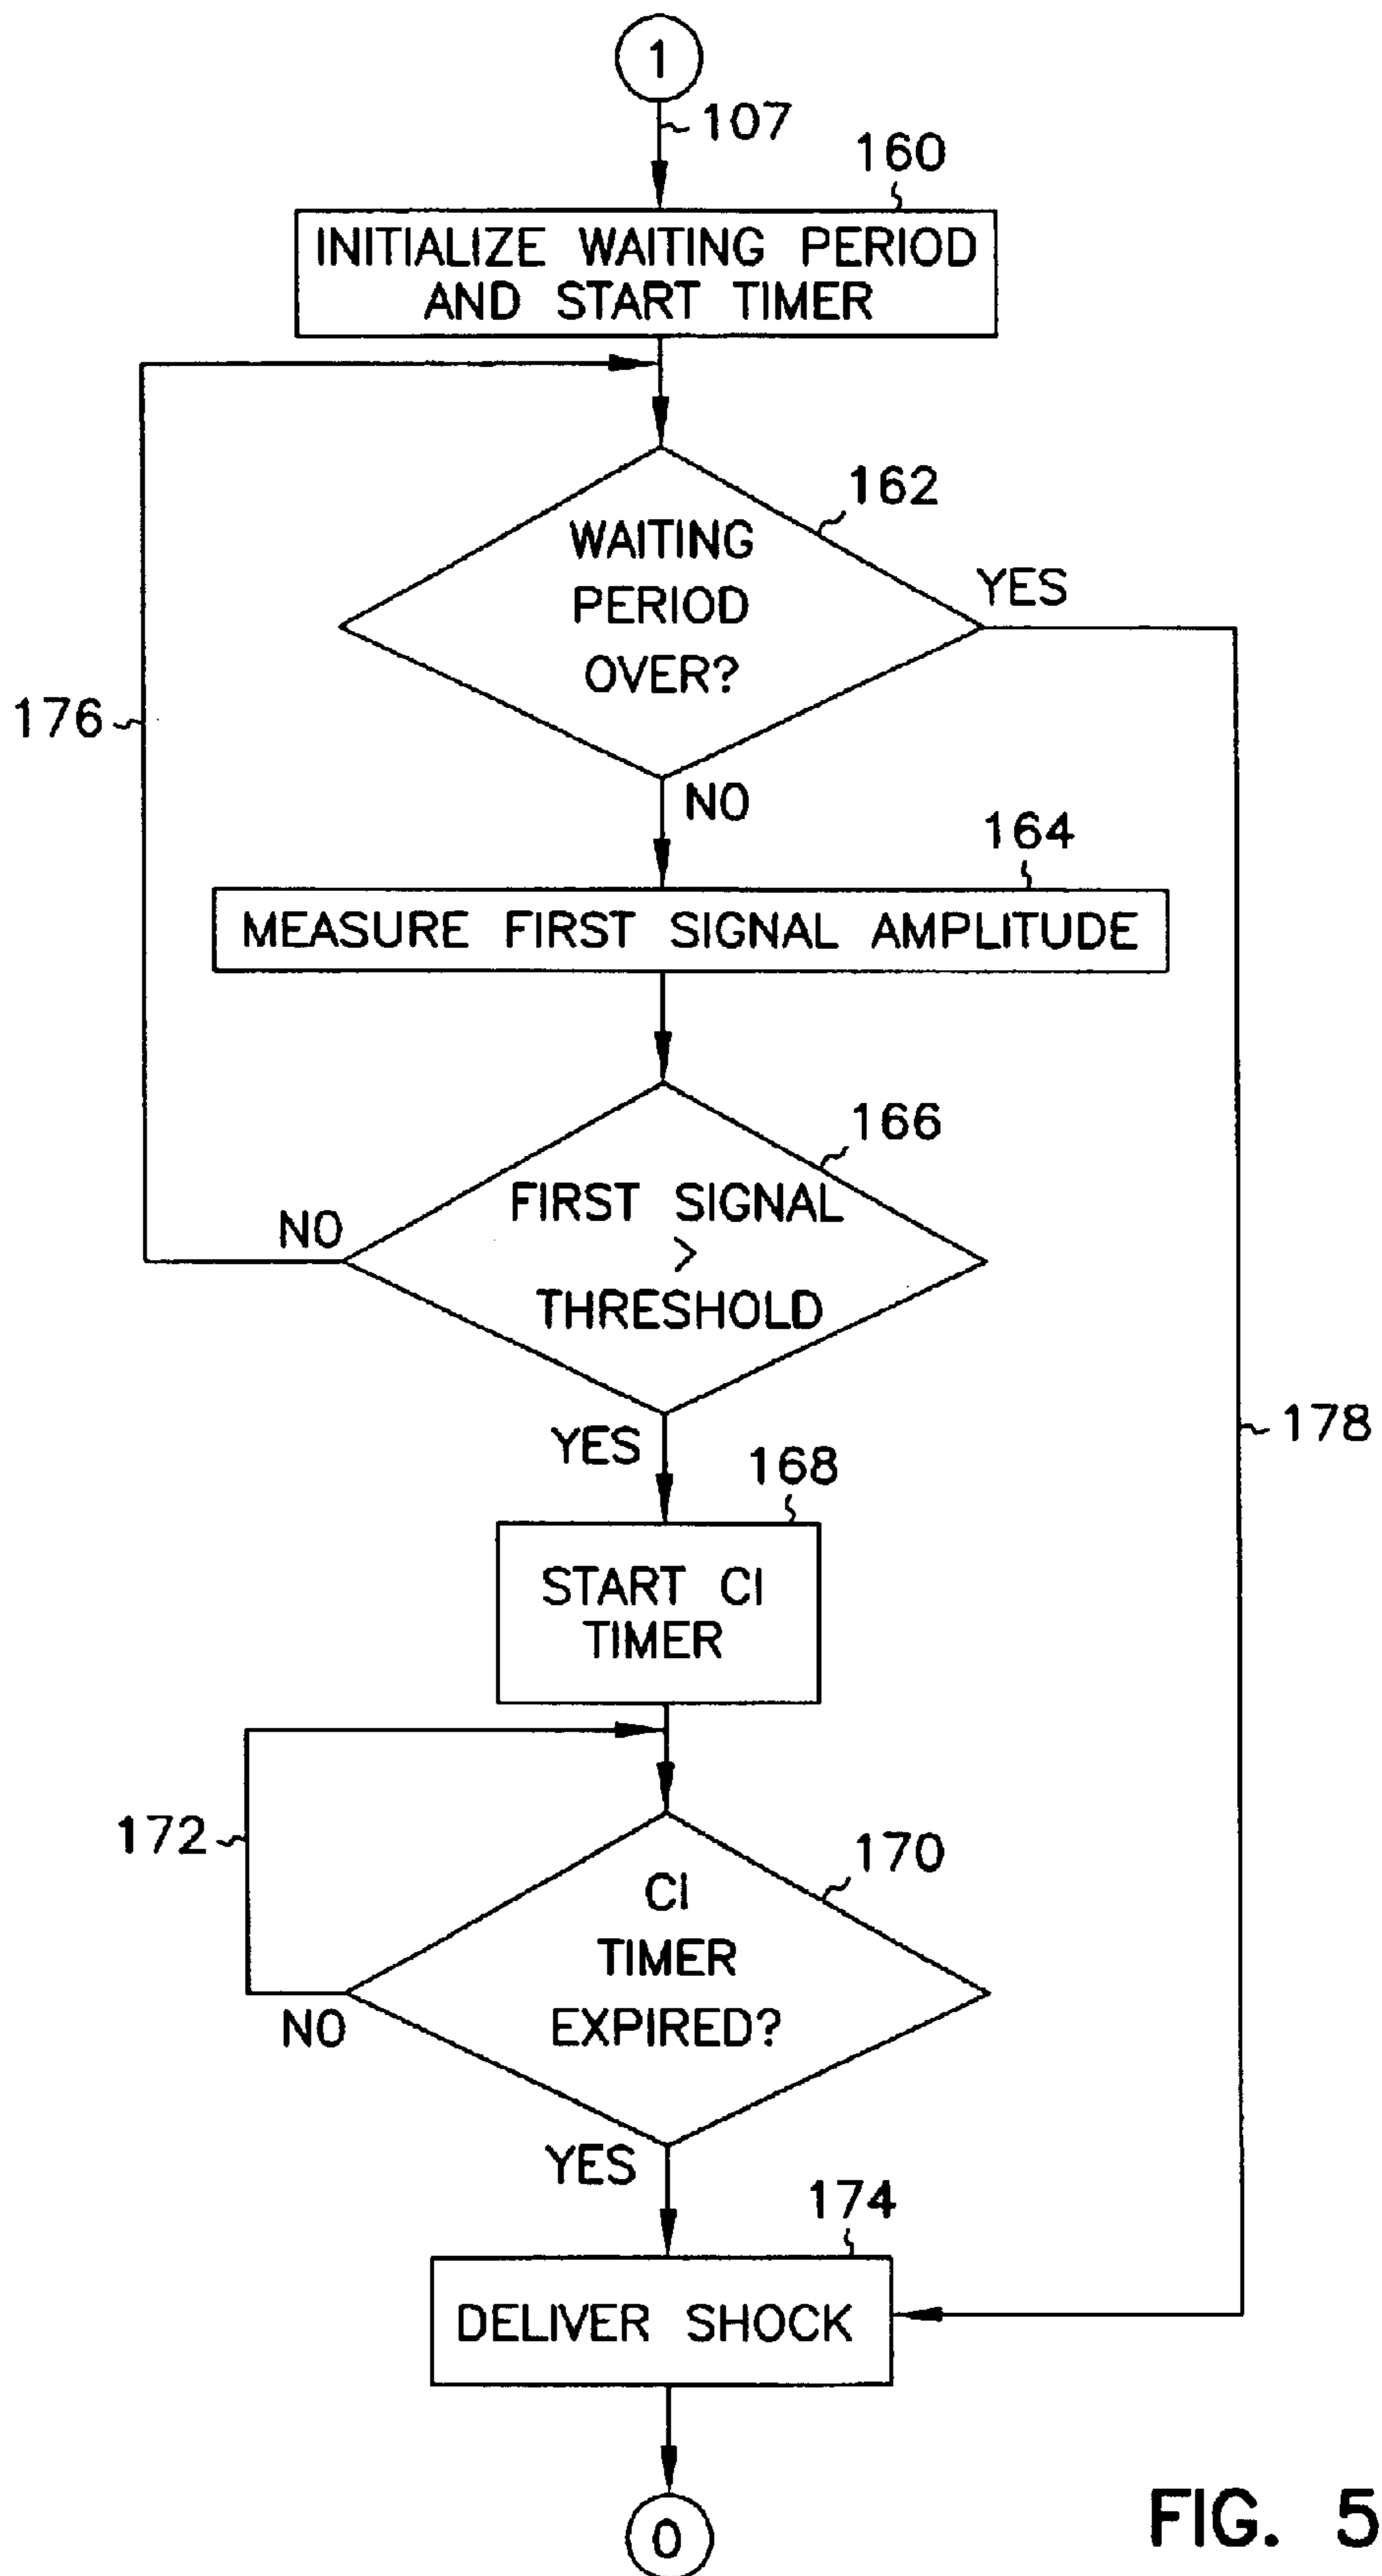 1
107
160
INITIALIZE WAITING PERIOD
AND START TIMER
162
WAITING
PERIOD
OVER?
YES
176
NO
164
MEASURE FIRST SIGNAL AMPLITUDE
166
FIRST SIGNAL
>
THRESHOLD
NO
178
YES
168
START CI
TIMER
172
170
CI
TIMER
EXPIRED?
NO
YES
174
DELIVER SHOCK
0
FIG. 5